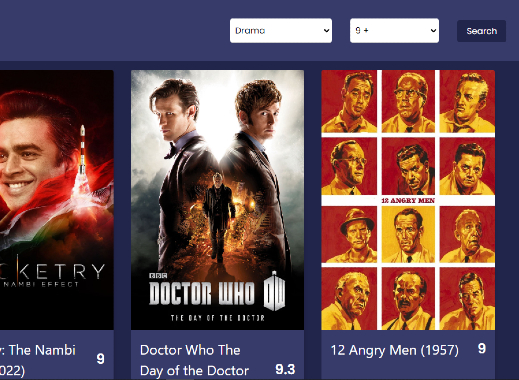 Drama
9 +
Search
CKETRY
NAMBI EFFECT
BBC
DOCTOR WHO DW
THE DAY OF THE DOCTOR
12 ANGRY MEN
y: The Nambi
022)
9
Doctor Who The
Day of the Doctor
9.3
12 Angry Men (1957)
9